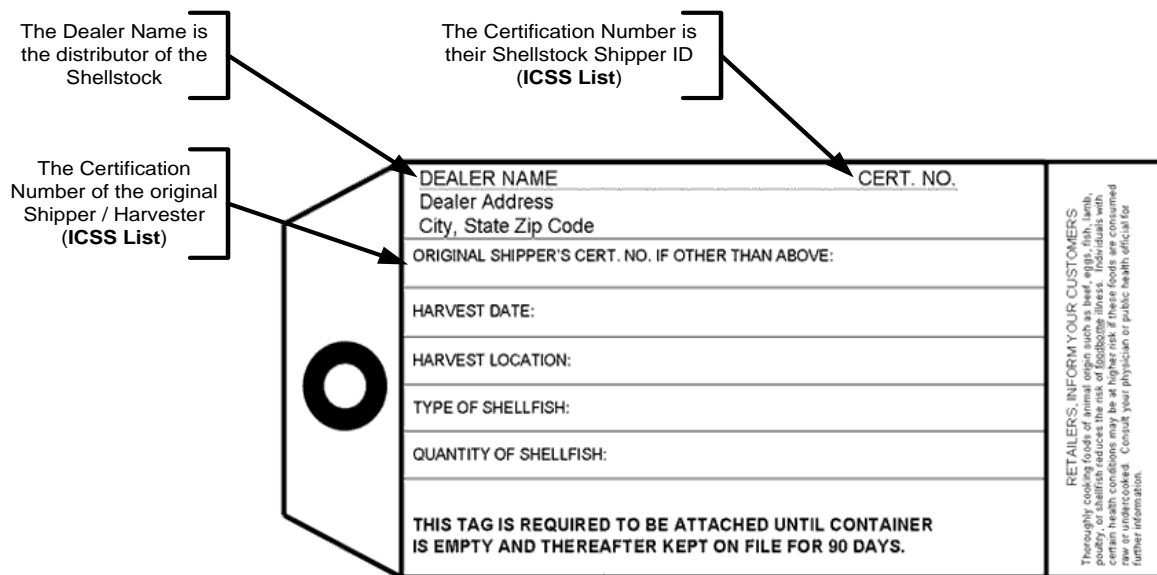 The Dealer Name is
the distributor of the
Shellstock
The Certification Number is
their Shellstock Shipper ID
(ICSS List)
The Certification
Number of the original
Shipper / Harvester
(ICSS List)
DEALER NAME CERT. NO.
Dealer Address
City, State Zip Code
ORIGINAL SHIPPER'S CERT. NO. IF OTHER THAN ABOVE:
HARVEST DATE:
HARVEST LOCATION:
TYPE OF SHELLFISH:
QUANTITY OF SHELLFISH:
THIS TAG IS REQUIRED TO BE ATTACHED UNTIL CONTAINER
IS EMPTY AND THEREAFTER KEPT ON FILE FOR 90 DAYS.
RETAILERS, INFORM YOUR CUSTOMERS
Thoroughly cooking foods of animal origin such as beef, eggs, fish, lamb,
poultry, or shellfish reduces the risk of foodborne illness. Individuals with
certain health conditions may be at higher risk if these foods are consumed
raw or undercooked. Consult your physician or public health official for
further information.